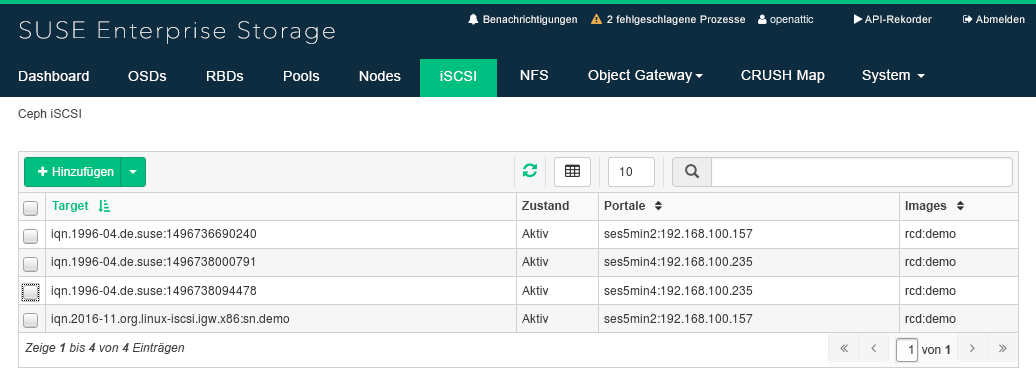 SUSE Enterprise Storage
Benachrichtigungen 2 fehlgeschlagene Prozesse openattic API-Rekorder Abmelden
Dashboard OSDs RBDs Pools Nodes iSCSI NFS Object Gateway CRUSH Map System
Ceph iSCSI
Hinzufügen 10
Target Zustand Portale Images
iqn.1996-04.de.suse:1496736690240 Aktiv ses5min2:192.168.100.157 rcd:demo
iqn.1996-04.de.suse:1496738000791 Aktiv ses5min4:192.168.100.235 rcd:demo
iqn.1996-04.de.suse:1496738094478 Aktiv ses5min4:192.168.100.235 rcd:demo
iqn.2016-11.org.linux-iscsi.igw.x86:sn.demo Aktiv ses5min2:192.168.100.157 rcd:demo
Zeige 1 bis 4 von 4 Einträgen « ‹ 1 von 1 › »